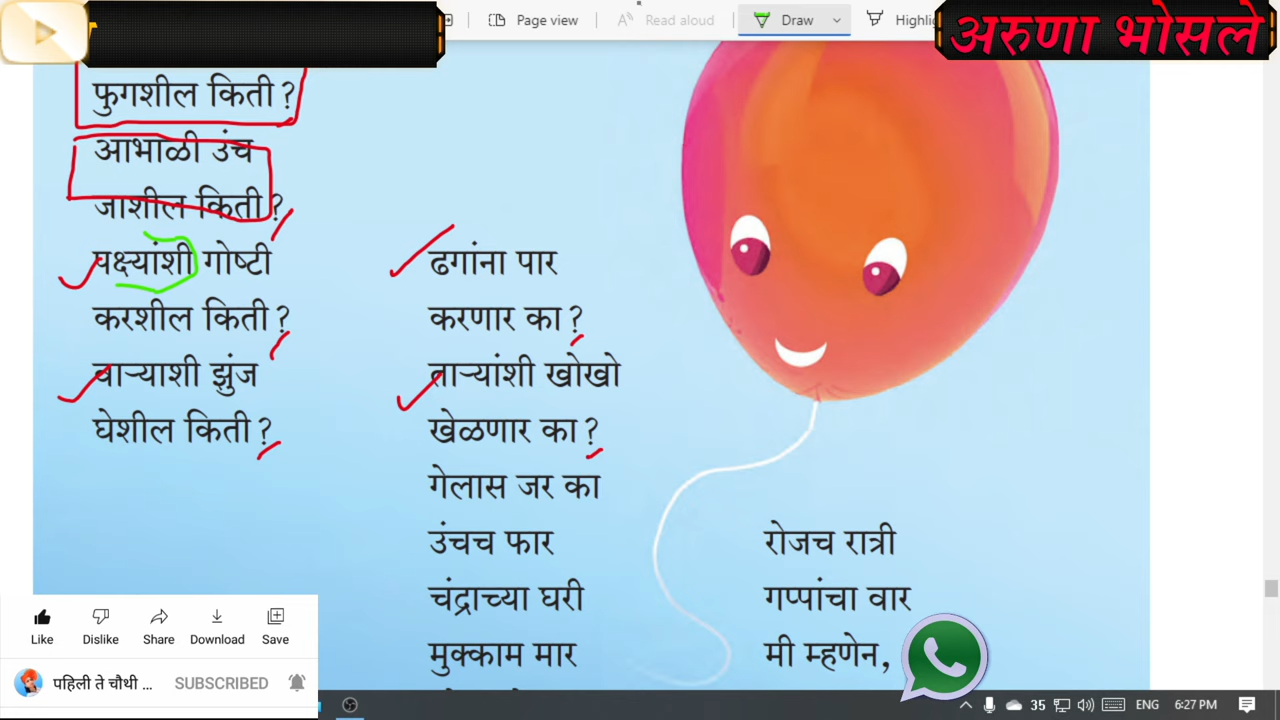 Page view
Read aloud
Draw
Highli
अरुणा भोसले
फुगशील किती ?
आभाळी उंच
जाशील किती ?
पक्ष्यांशी गोष्टी
करशील किती ?
वाऱ्याशी झुंज
घेशील किती ?
ढगांना पार
करणार का ?
ताऱ्यांशी खोखो
खेळणार का ?
गेलास जर का
उंचच फार
चंद्राच्या घरी
मुक्काम मार
रोजच रात्री
गप्पांचा वार
मी म्हणेन,
Like
Dislike
Share
Download
Save
पहिली ते चौथी ...
SUBSCRIBED
35
ENG
6:27 PM